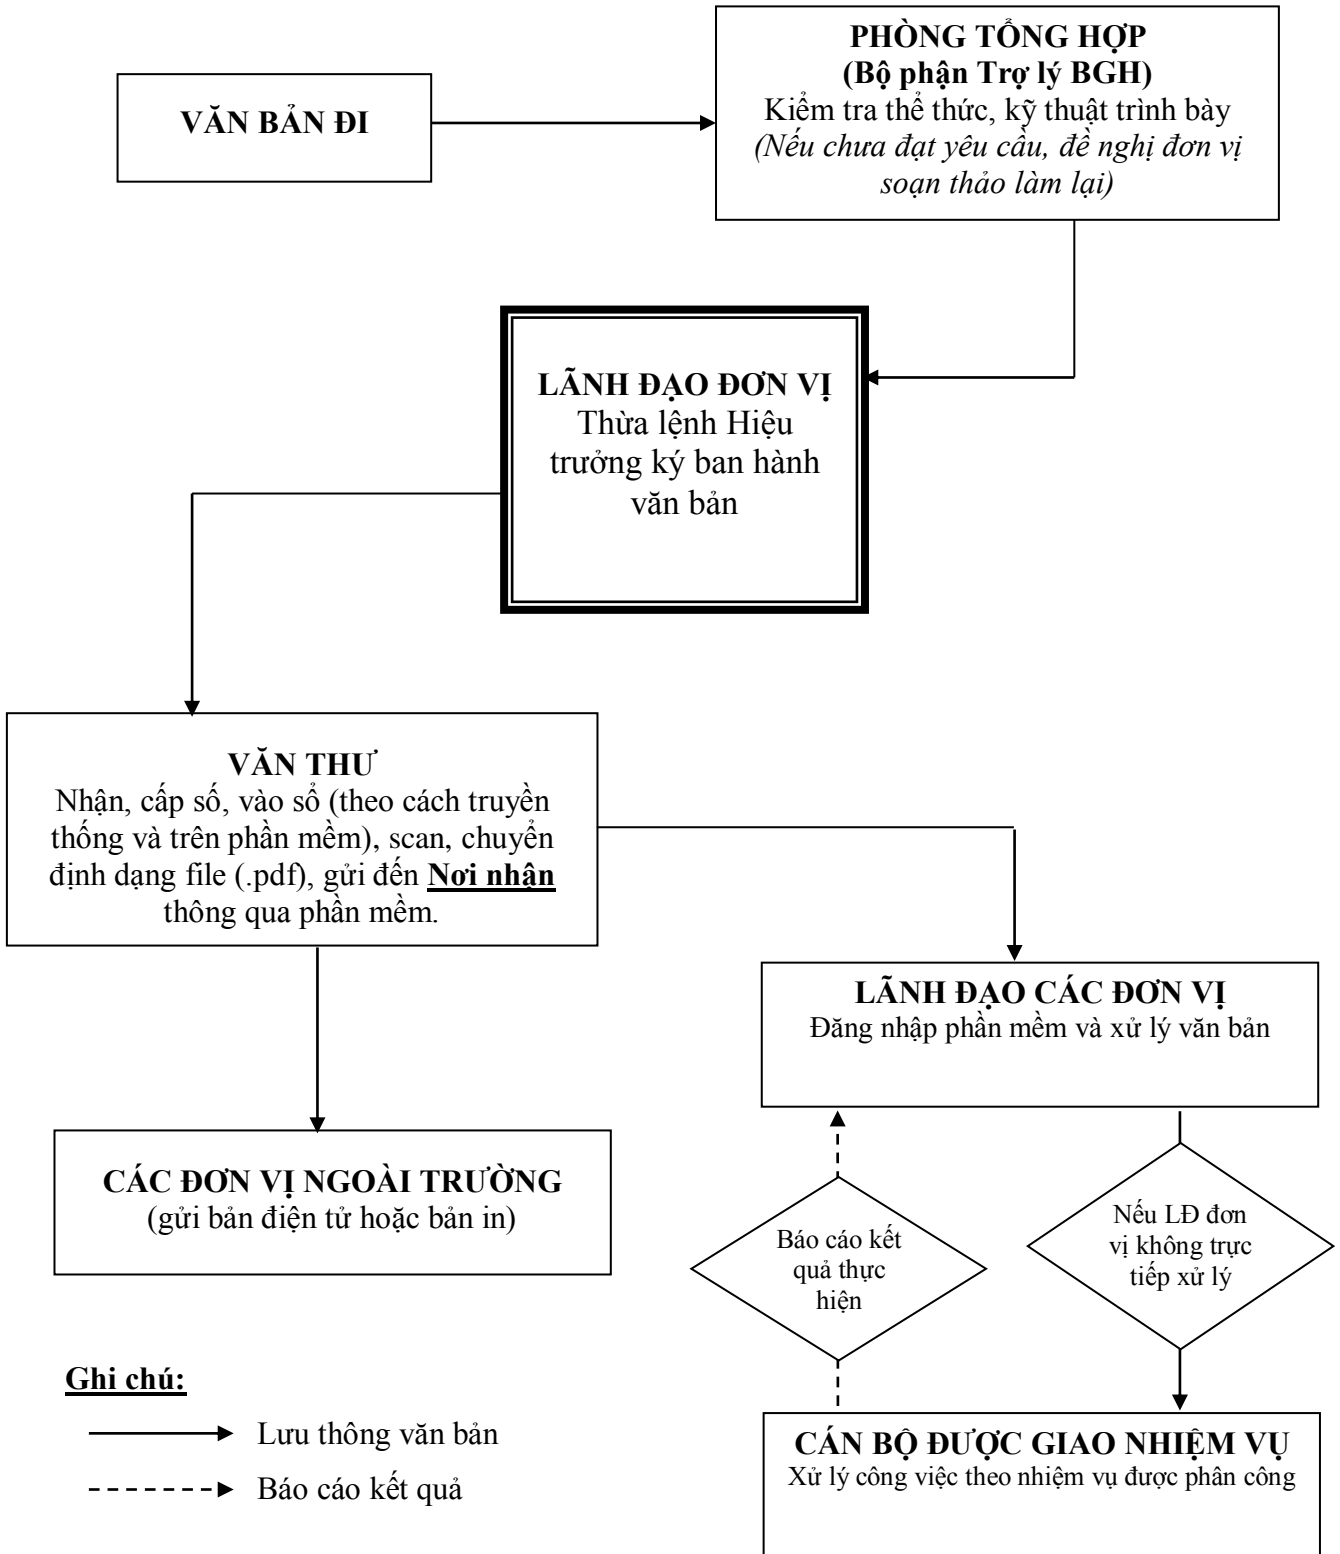 VĂN BẢN ĐI
PHÒNG TỔNG HỢP
(Bộ phận Trợ lý BGH)
Kiểm tra thể thức, kỹ thuật trình bày
(Nếu chưa đạt yêu cầu, đề nghị đơn vị
soạn thảo làm lại)
LÃNH ĐẠO ĐƠN VỊ
Thừa lệnh Hiệu
trưởng ký ban hành
văn bản
VĂN THƯ
Nhận, cấp số, vào sổ (theo cách truyền
thống và trên phần mềm), scan, chuyển
định dạng file (.pdf), gửi đến Nơi nhận
thông qua phần mềm.
LÃNH ĐẠO CÁC ĐƠN VỊ
Đăng nhập phần mềm và xử lý văn bản
CÁC ĐƠN VỊ NGOÀI TRƯỜNG
(gửi bản điện tử hoặc bản in)
Báo cáo kết
quả thực
hiện
Nếu LĐ đơn
vị không trực
tiếp xử lý
Ghi chú:
Lưu thông văn bản
Báo cáo kết quả
CÁN BỘ ĐƯỢC GIAO NHIỆM VỤ
Xử lý công việc theo nhiệm vụ được phân công